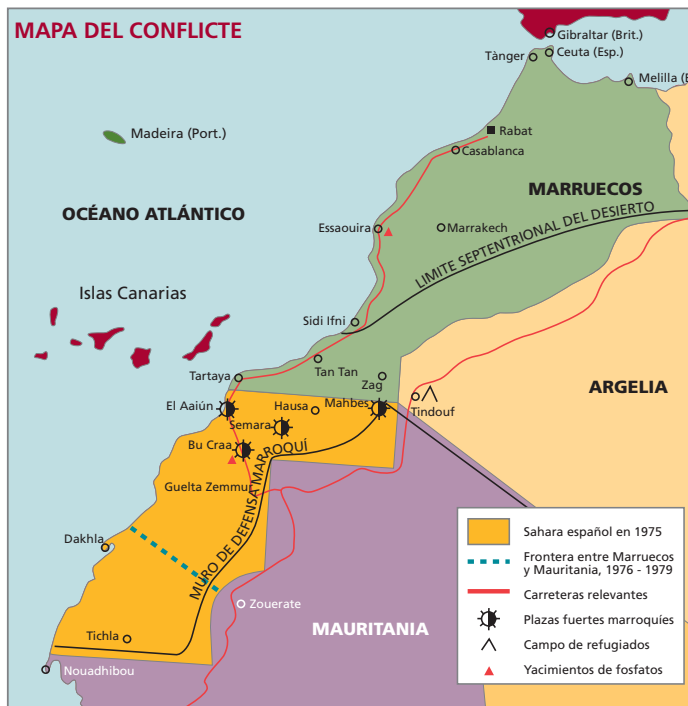 MAPA DEL CONFLICTE
Gibraltar (Brit.)
Ceuta (Esp.)
Tànger
Melilla (E
Madeira (Port.)
Rabat
Casablanca
MARRUECOS
OCÉANO ATLÁNTICO
Essaouira
Marrakech
LIMITE SEPTENTRIONAL DEL DESIERTO
Islas Canarias
Sidi Ifni
Tan Tan
Tartaya
Zag
ARGELIA
El Aaiún
Hausa
Mahbes
Tindouf
Semara
Bu Craa
Guelta Zemmur
MURO DE DEFENSA MARROQUÍ
Dakhla
Zouerate
MAURITANIA
Tichla
Nouadhibou
Sahara español en 1975
Frontera entre Marruecos
y Mauritania, 1976 - 1979
Carreteras relevantes
Plazas fuertes marroquíes
Campo de refugiados
Yacimientos de fosfatos